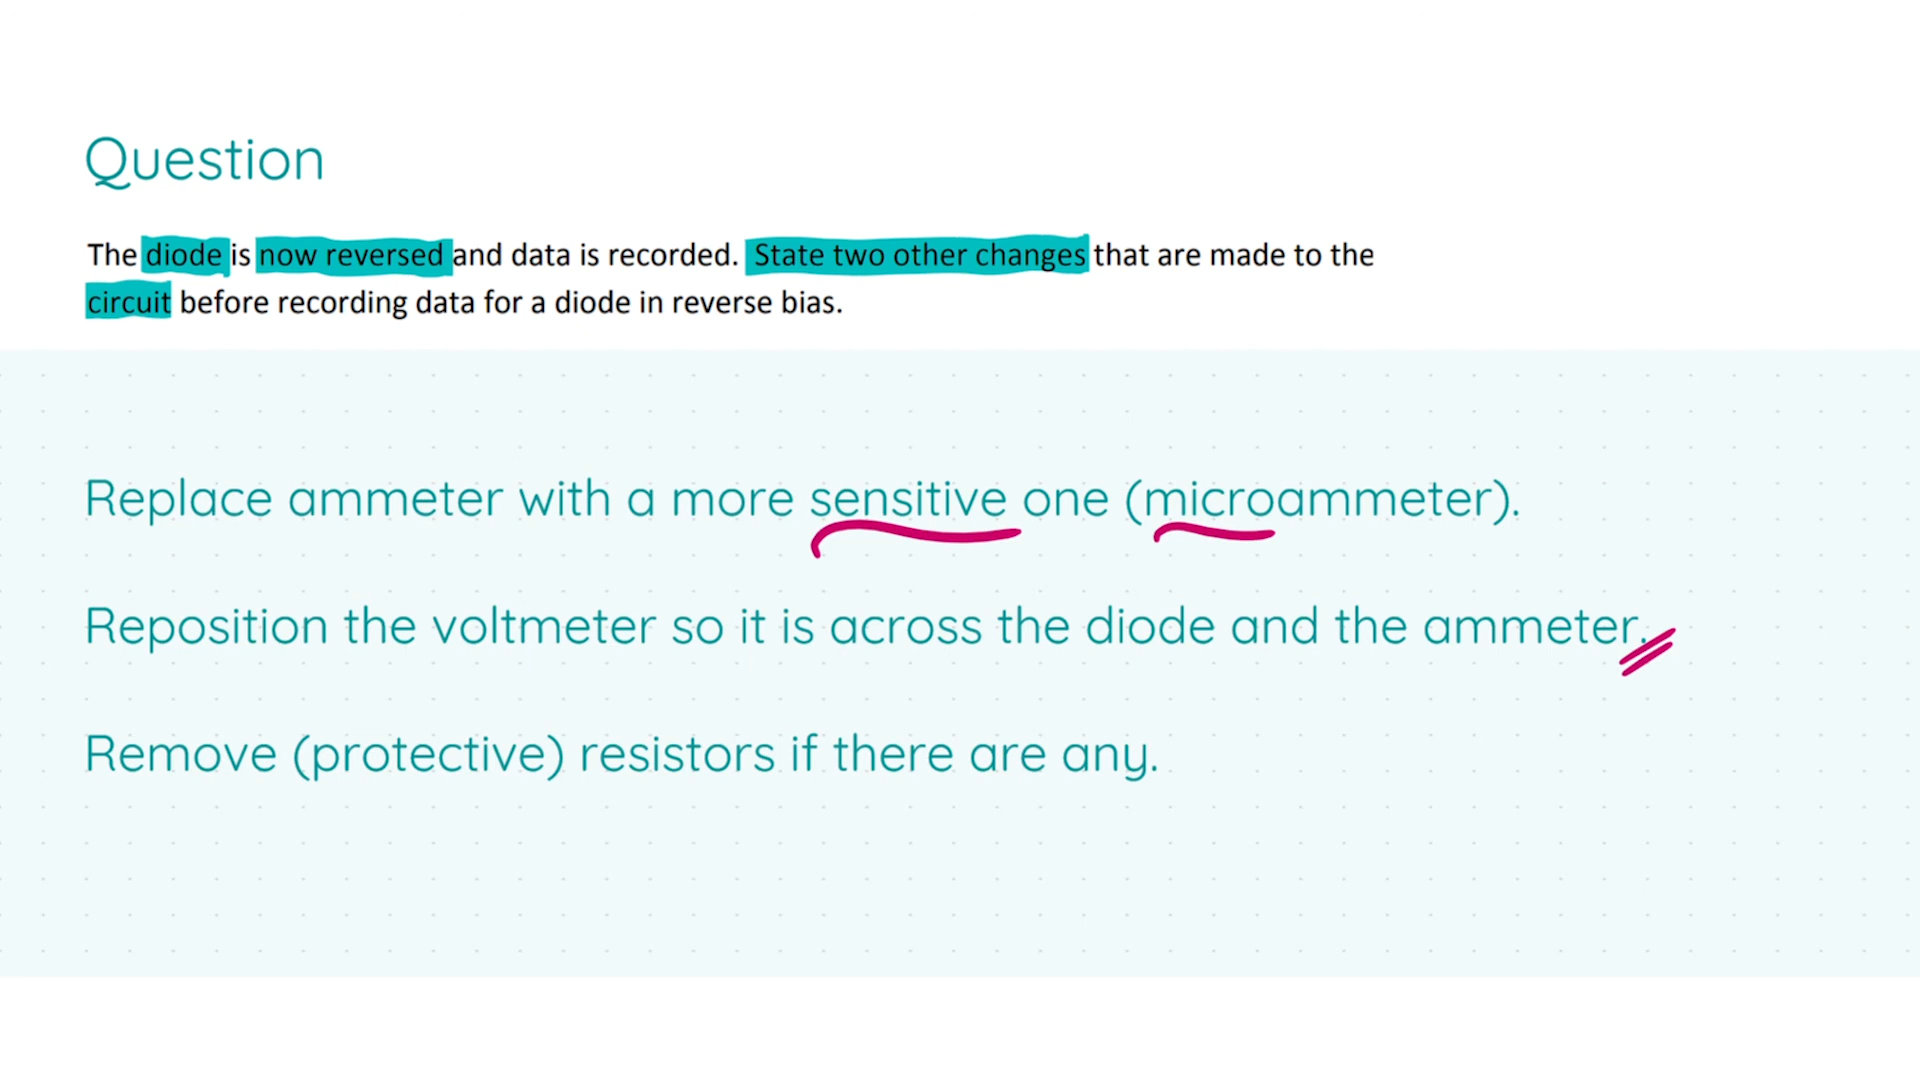 Question
The diode is now reversed and data is recorded. State two other changes that are made to the
circuit before recording data for a diode in reverse bias.
Replace ammeter with a more sensitive one (microammeter).
Reposition the voltmeter so it is across the diode and the ammeter.
Remove (protective) resistors if there are any.